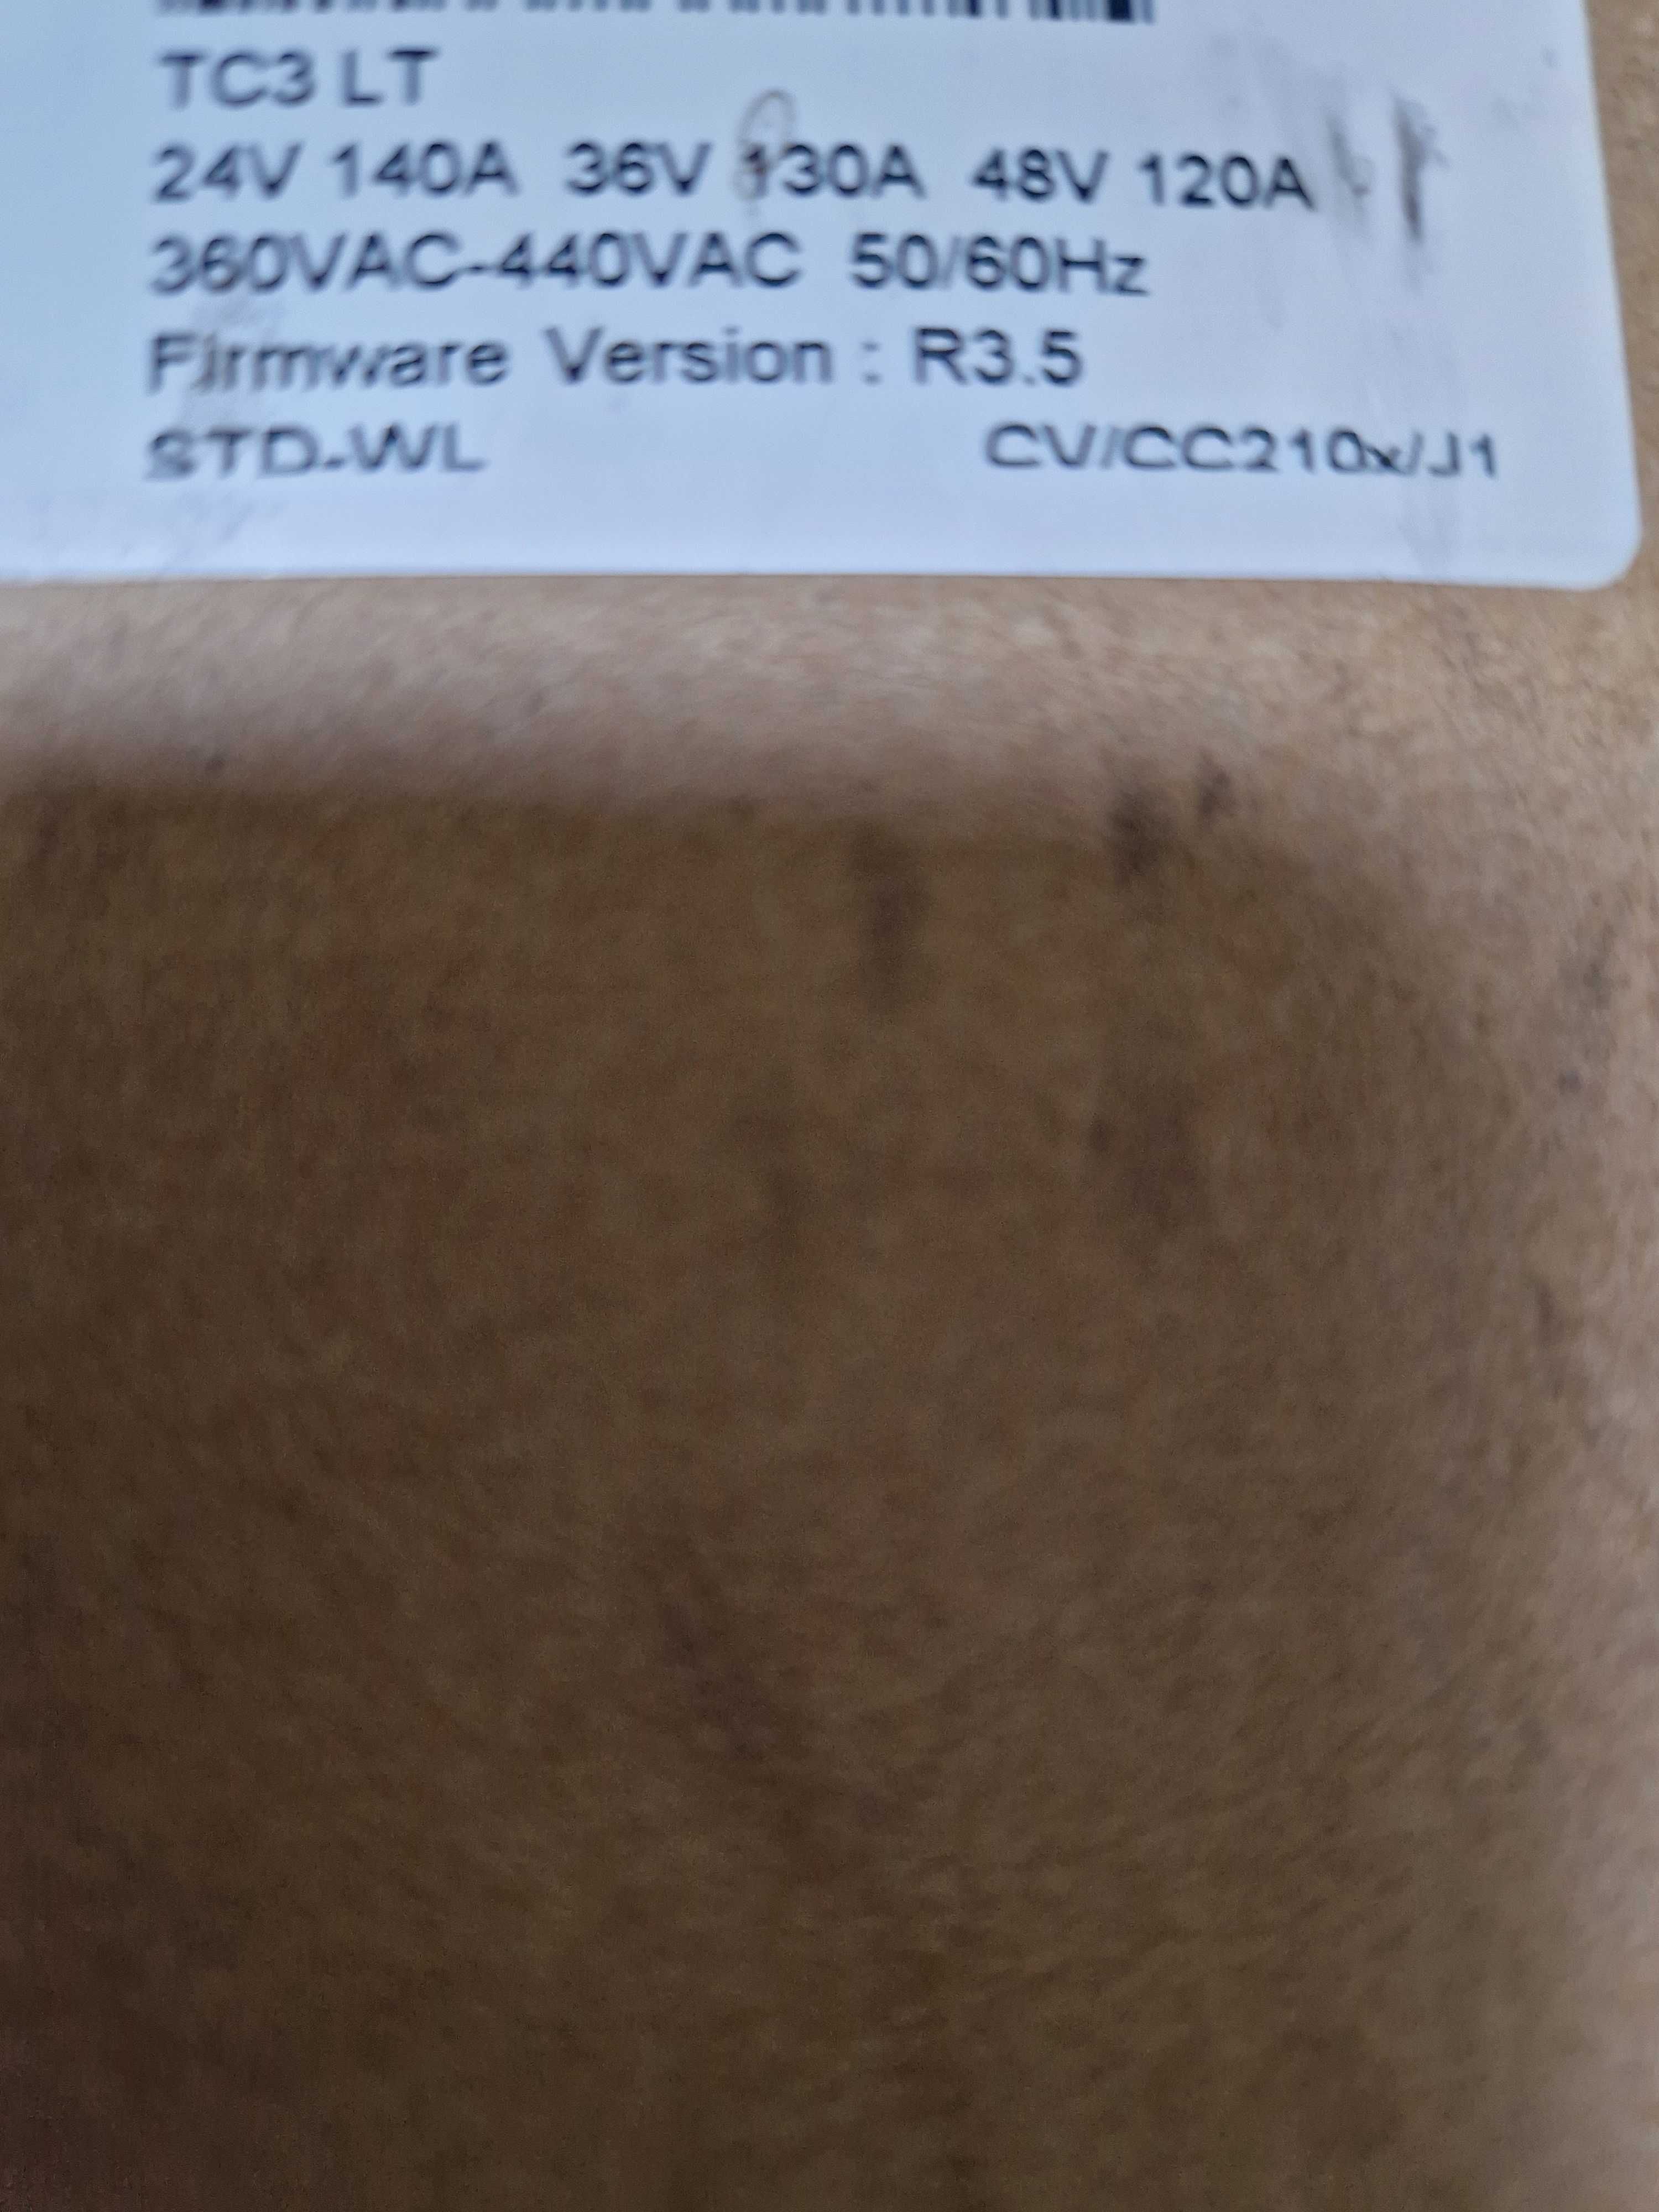 TC3 LT
24V 140A 36V 130A 48V 120A
360VAC-440VAC 50/60Hz
Firmware Version : R3.5
STD-WL CV/CC210x/J1